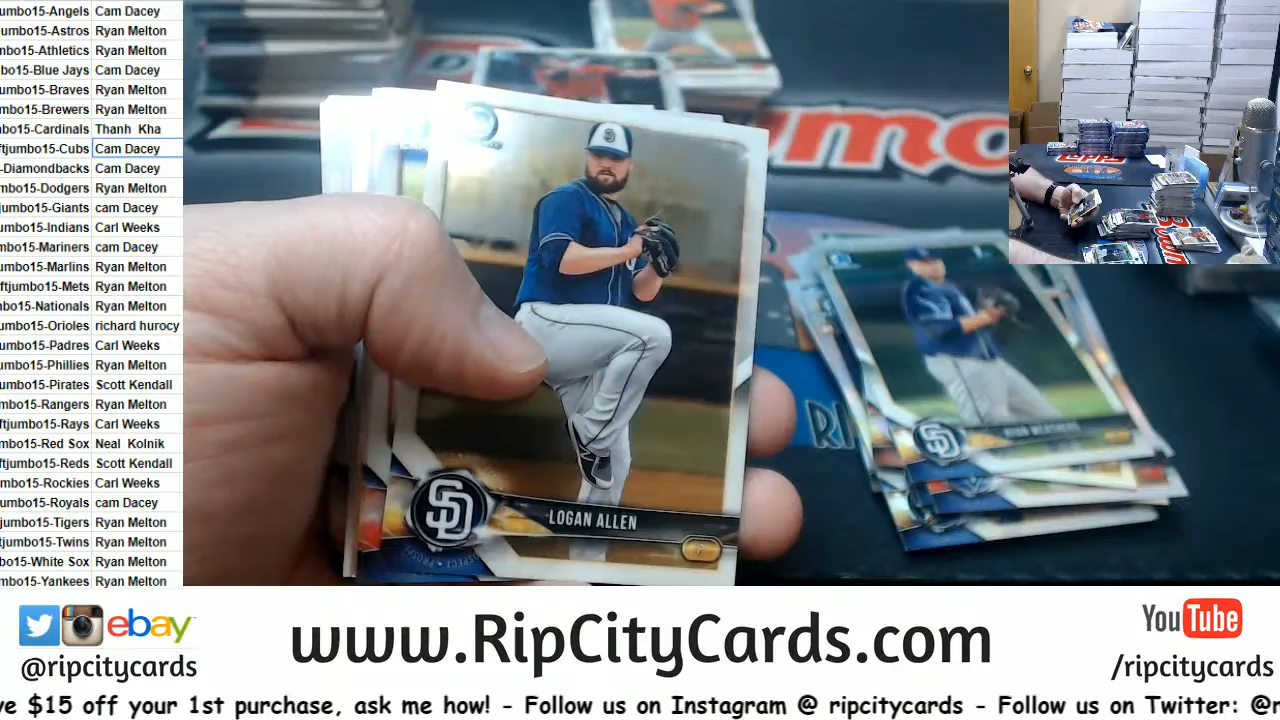 umbo15-Angels Cam Dacey
umbo15-Astros Ryan Melton
mbo15-Athletics Ryan Melton
bo15-Blue Jays Cam Dacey
umbo15-Braves Ryan Melton
mbo15-Brewers Ryan Melton
mbo15-Cardinals Thanh Kha
ftjumbo15-Cubs Cam Dacey
-Diamondbacks Cam Dacey
mbo15-Dodgers Ryan Melton
jumbo15-Giants cam Dacey
umbo15-Indians Carl Weeks
mbo15-Mariners cam Dacey
umbo15-Marlins Ryan Melton
ftjumbo15-Mets Ryan Melton
nbo15-Nationals Ryan Melton
umbo15-Orioles richard hurocy
umbo15-Padres Carl Weeks
umbo15-Phillies Ryan Melton
umbo15-Pirates Scott Kendall
mbo15-Rangers Ryan Melton
ftjumbo15-Rays Carl Weeks
mbo15-Red Sox Neal Kolnik
ftjumbo15-Reds Scott Kendall
mbo15-Rockies Carl Weeks
umbo15-Royals cam Dacey
jumbo15-Tigers Ryan Melton
tjumbo15-Twins Ryan Melton
bo15-White Sox Ryan Melton
mbo15-Yankees Ryan Melton
SD
LOGAN ALLEN
SD
ebay
@ripcitycards
www.RipCityCards.com
YouTube
/ripcitycards
ve $15 off your 1st purchase, ask me how! - Follow us on Instagram @ ripcitycards - Follow us on Twitter: @r